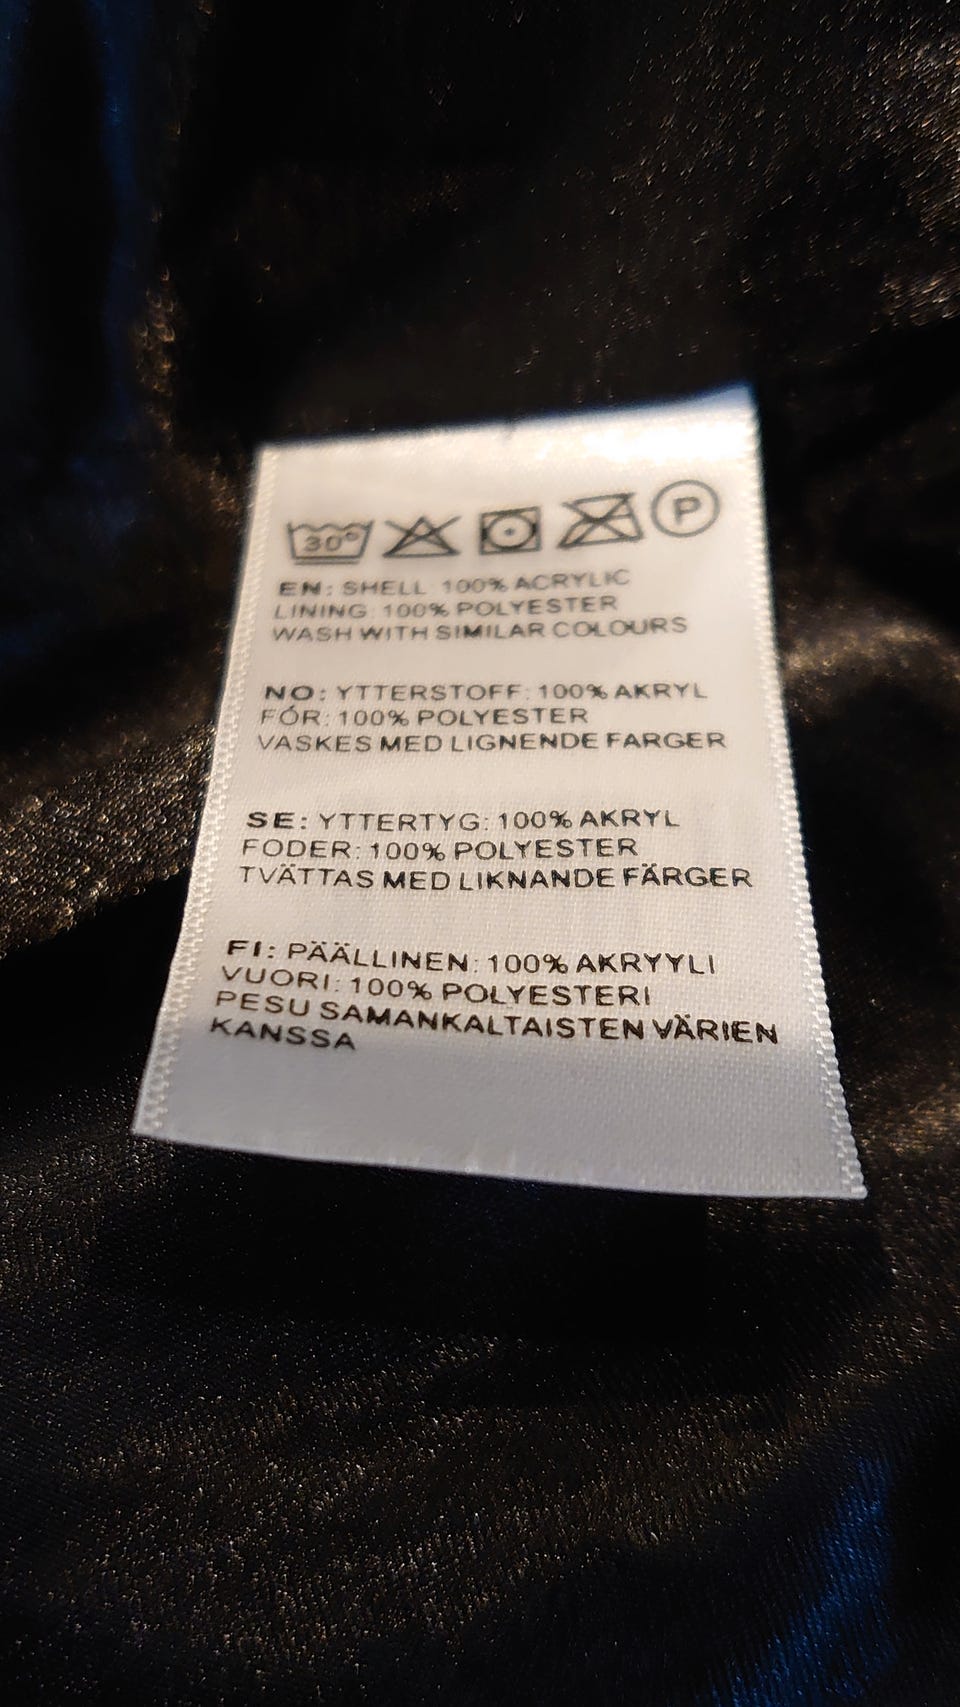 30° P
EN: SHELL: 100% ACRYLIC
LINING: 100% POLYESTER
WASH WITH SIMILAR COLOURS
NO: YTTERSTOFF: 100% AKRYL
FÓR: 100% POLYESTER
VASKES MED LIGNENDE FARGER
SE: YTTERTYG: 100% AKRYL
FODER: 100% POLYESTER
TVÄTTAS MED LIKNANDE FÄRGER
FI: PÄÄLLINEN: 100% AKRYYLI
VUORI: 100% POLYESTERI
PESU SAMANKALTAISTEN VÄRIEN
KANSSA